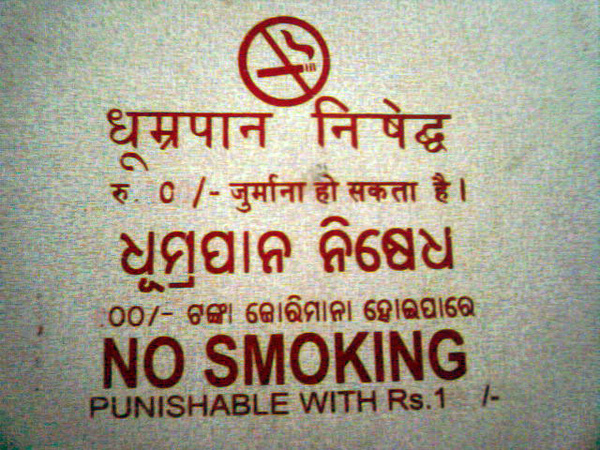 धूम्रपान निषेद्ध
रु. 0 /- जुर्माना हो सकता है।
ଧୂମ୍ରପାନ ନିଷେଧ
.00/- ଟଙ୍କା ଜୋରିମାନା ହୋଇପାରେ
NO SMOKING
PUNISHABLE WITH Rs.1 /-